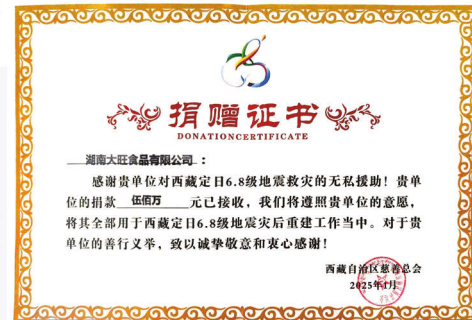 捐赠证书
DONATIONCERTIFICATE
湖南大旺食品有限公司：
感谢贵单位对西藏定日6.8级地震救灾的无私援助！贵单
位的捐款 伍佰万 元已接收，我们将遵照贵单位的意愿，
将其全部用于西藏定日6.8级地震灾后重建工作当中。对于贵
单位的善行义举，致以诚挚敬意和衷心感谢！
西藏自治区慈善总会
2025年1月